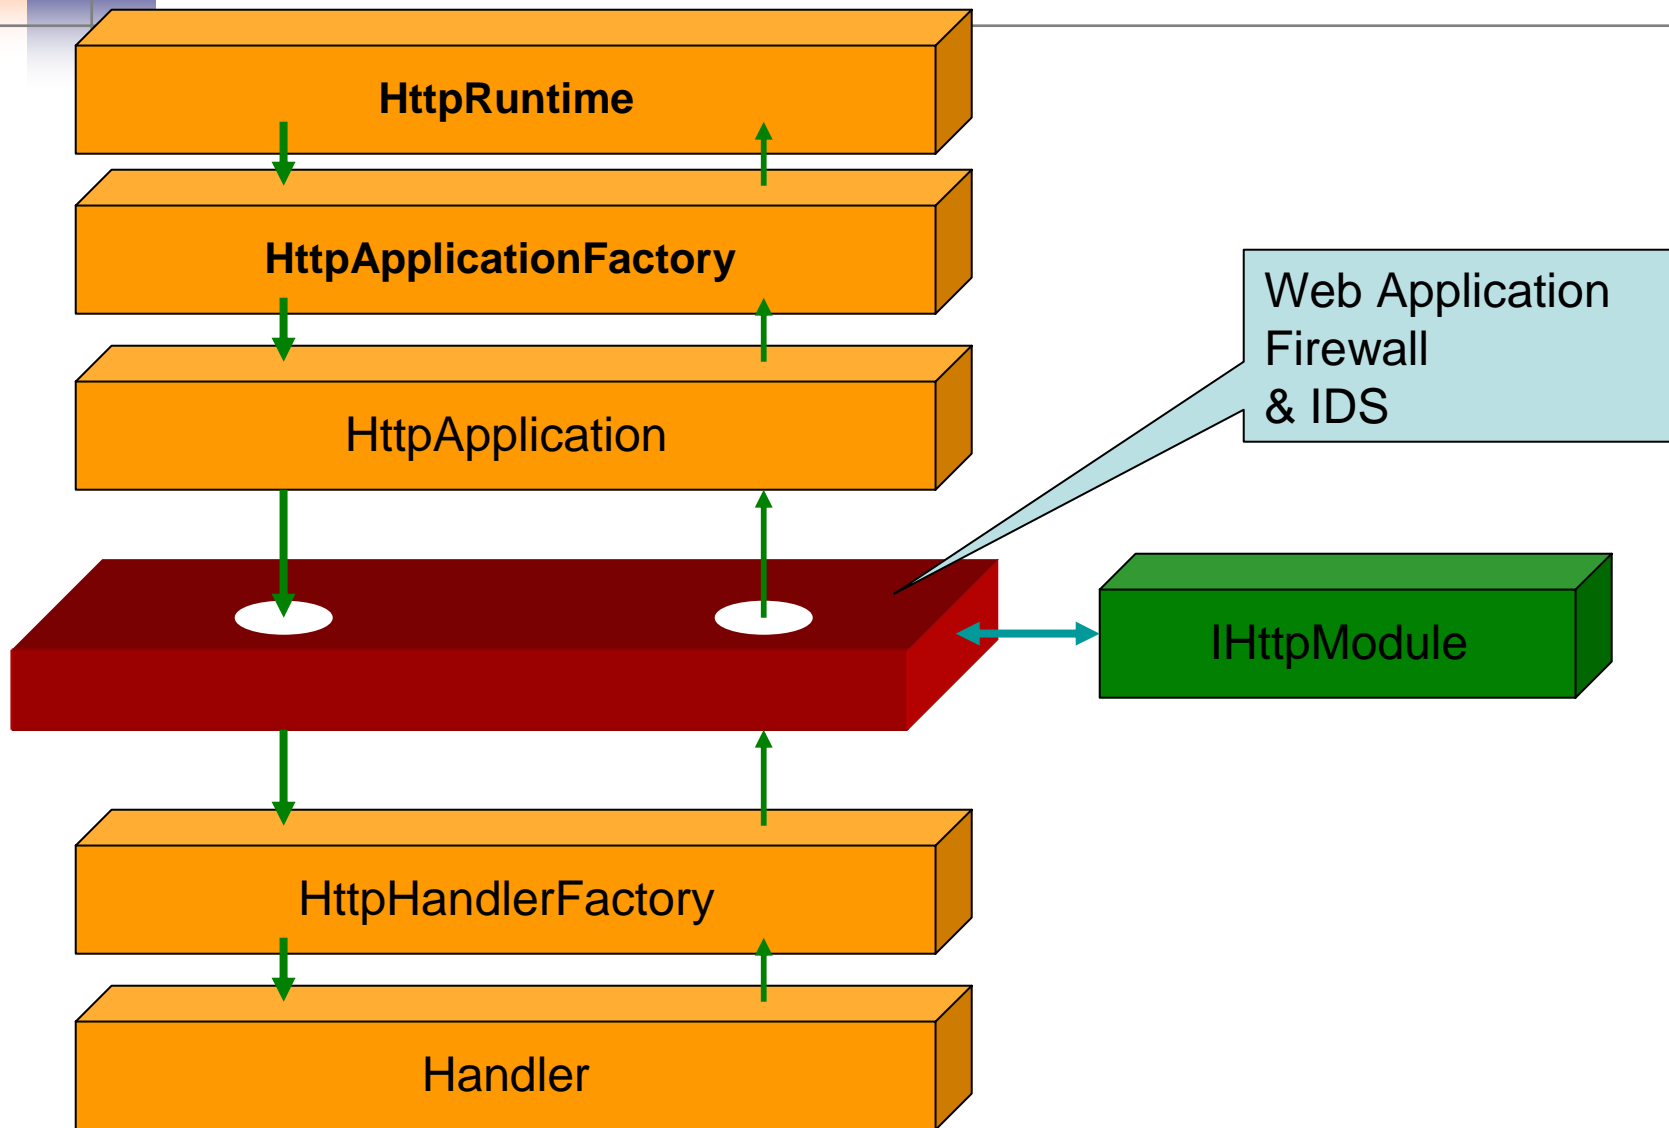 HttpRuntime
HttpApplicationFactory
Web Application
Firewall
& IDS
HttpApplication
IHttpModule
HttpHandlerFactory
Handler